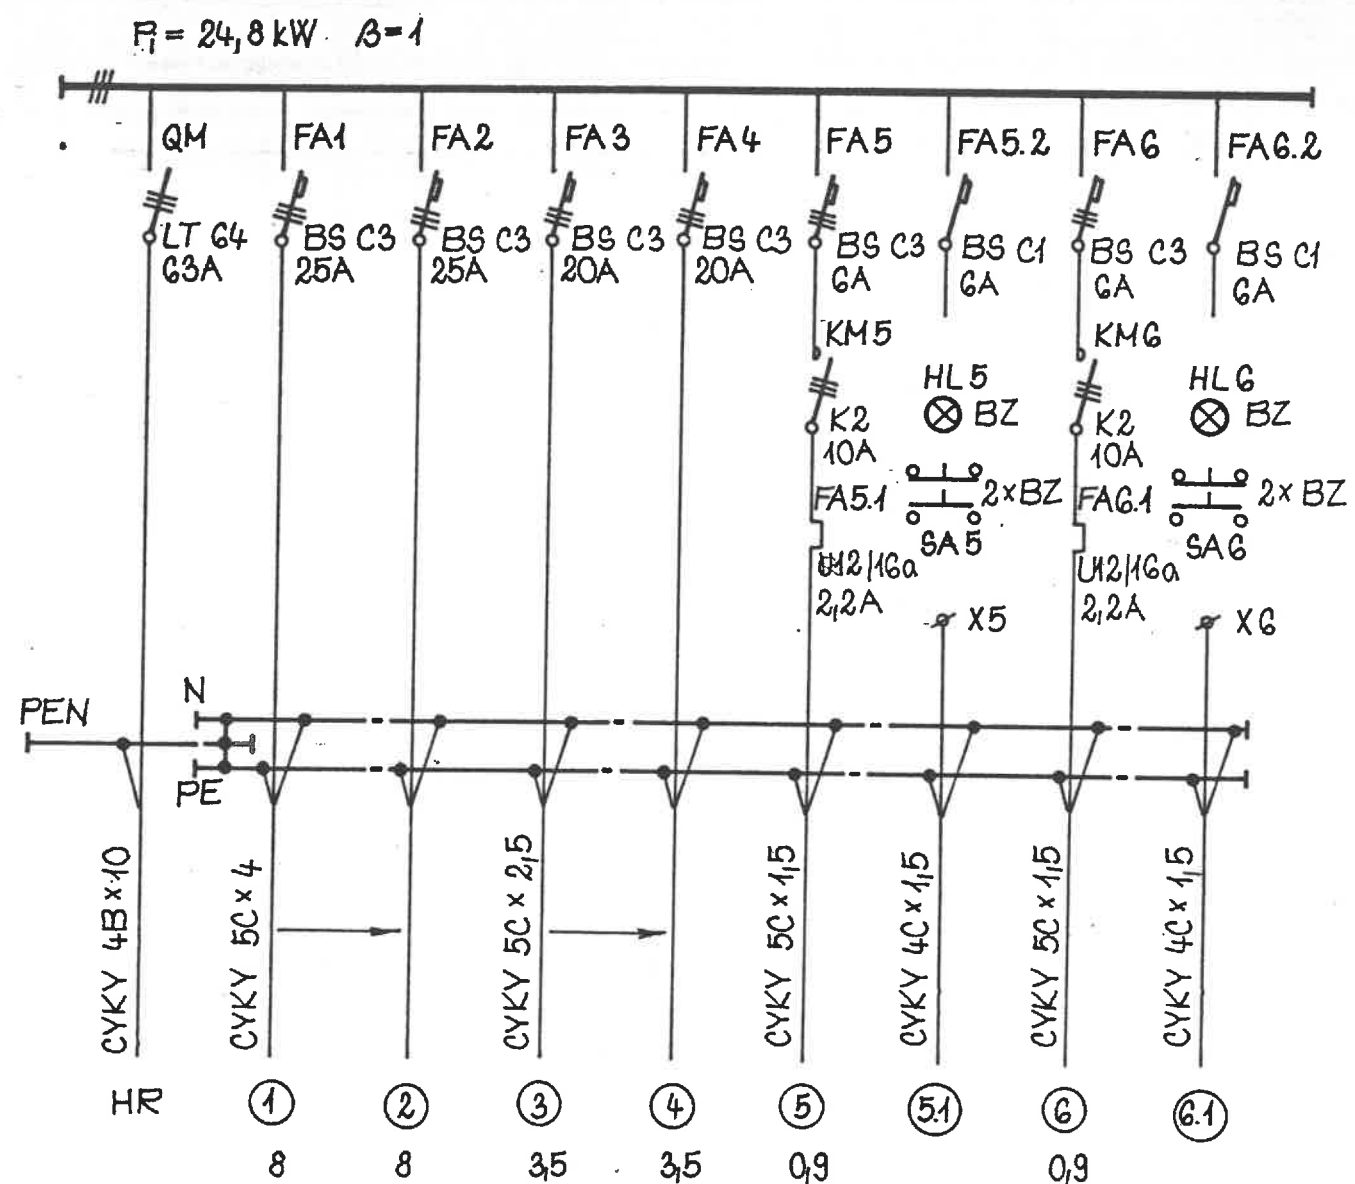 Pᵢ = 24,8 kW β=1
QM FA1 FA2 FA3 FA4 FA5 FA5.2 FA6 FA6.2
LT 64 BS C3 BS C3 BS C3 BS C3 BS C3 BS C1 BS C3 BS C1
63A 25A 25A 20A 20A 6A 6A 6A 6A
KM5 KM6
HL5 HL6
BZ BZ
K2 K2
10A 10A
FA5.1 2×BZ FA6.1 2×BZ
SA5 SA6
U12/16a U12/16a
2,2A 2,2A
X5 X6
N
PEN
PE
CYKY 4B×10
CYKY 5C×4
CYKY 5C×2,5
CYKY 5C×1,5
CYKY 4C×1,5
CYKY 5C×1,5
CYKY 4C×1,5
HR 1 2 3 4 5 5.1 6 6.1
8 8 3,5 3,5 0,9 0,9